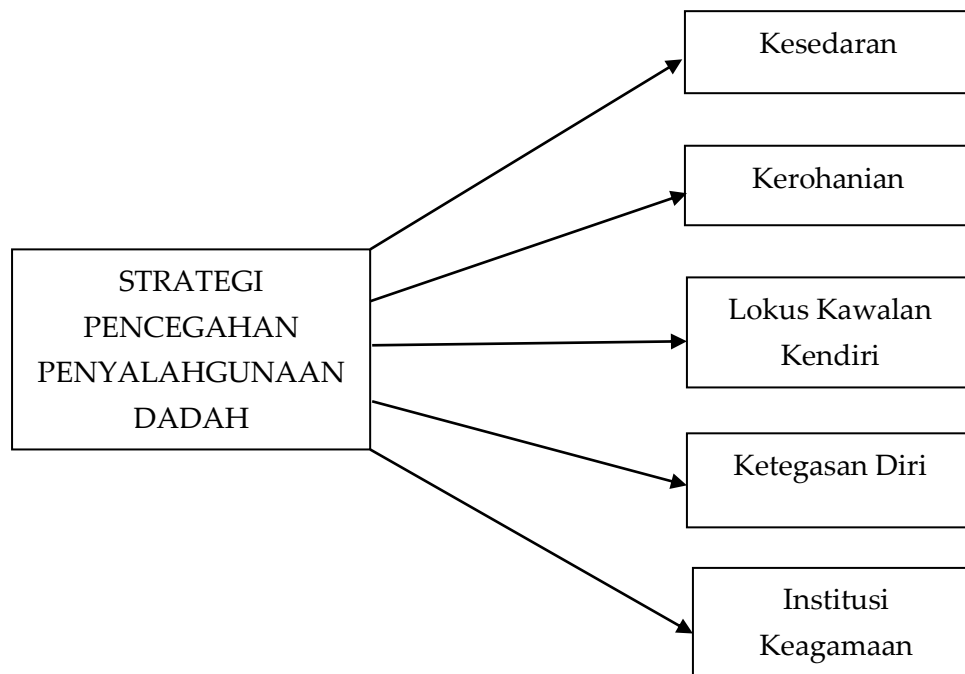 Kesedaran
Kerohanian
STRATEGI
PENCEGAHAN
PENYALAHGUNAAN
DADAH
Lokus Kawalan
Kendiri
Ketegasan Diri
Institusi
Keagamaan